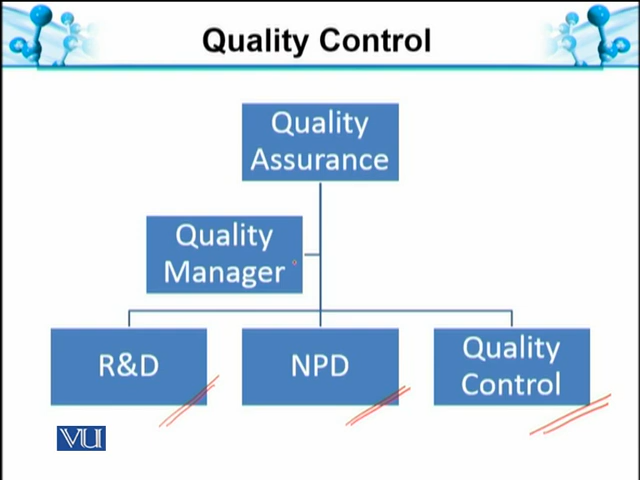 Quality Control
Quality
Assurance
Quality
Manager
R&D
NPD
Quality
Control
VU